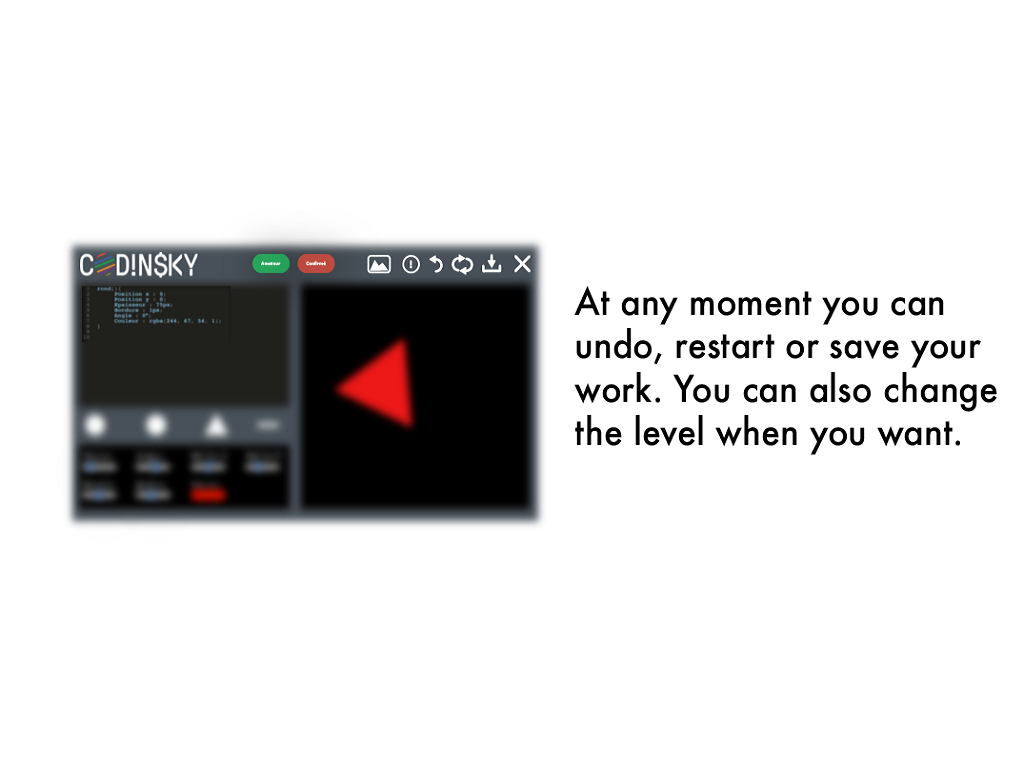 CODINSKY
Amateur
Confirmé
rond(){
Position x : 0;
Position y : 0;
Epaisseur : 75px;
Bordure : 1px;
Angle : 0°;
Couleur : rgba(244, 67, 54, 1);
}
At any moment you can
undo, restart or save your
work. You can also change
the level when you want.